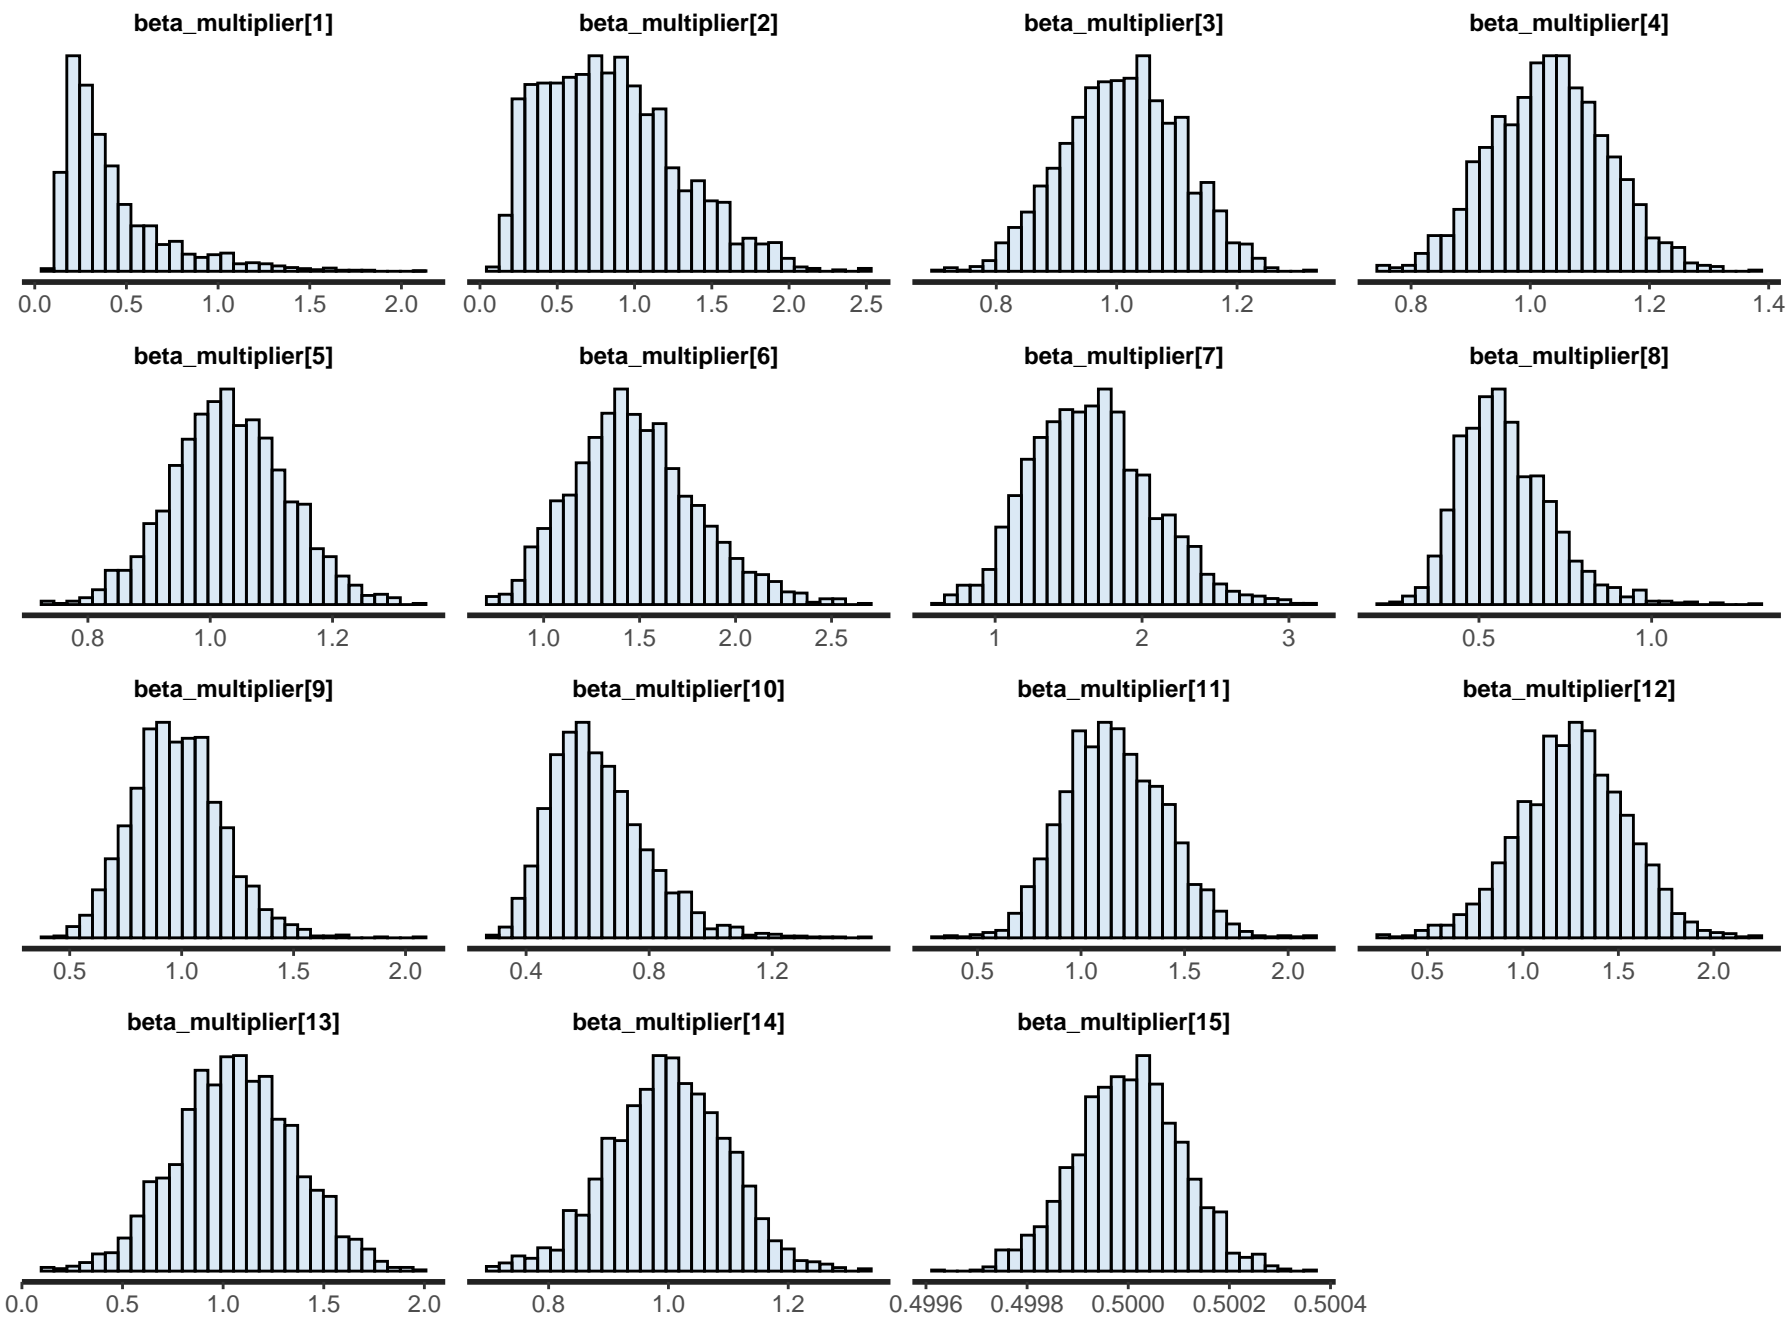 beta_multiplier[1] beta_multiplier[2] beta_multiplier[3] beta_multiplier[4]
0.0 0.5 1.0 1.5 2.0 0.0 0.5 1.0 1.5 2.0 2.5 0.8 1.0 1.2 0.8 1.0 1.2 1.4
beta_multiplier[5] beta_multiplier[6] beta_multiplier[7] beta_multiplier[8]
0.8 1.0 1.2 1.0 1.5 2.0 2.5 1 2 3 0.5 1.0
beta_multiplier[9] beta_multiplier[10] beta_multiplier[11] beta_multiplier[12]
0.5 1.0 1.5 2.0 0.4 0.8 1.2 0.5 1.0 1.5 2.0 0.5 1.0 1.5 2.0
beta_multiplier[13] beta_multiplier[14] beta_multiplier[15]
0.0 0.5 1.0 1.5 2.0 0.8 1.0 1.2 0.4996 0.4998 0.5000 0.5002 0.5004